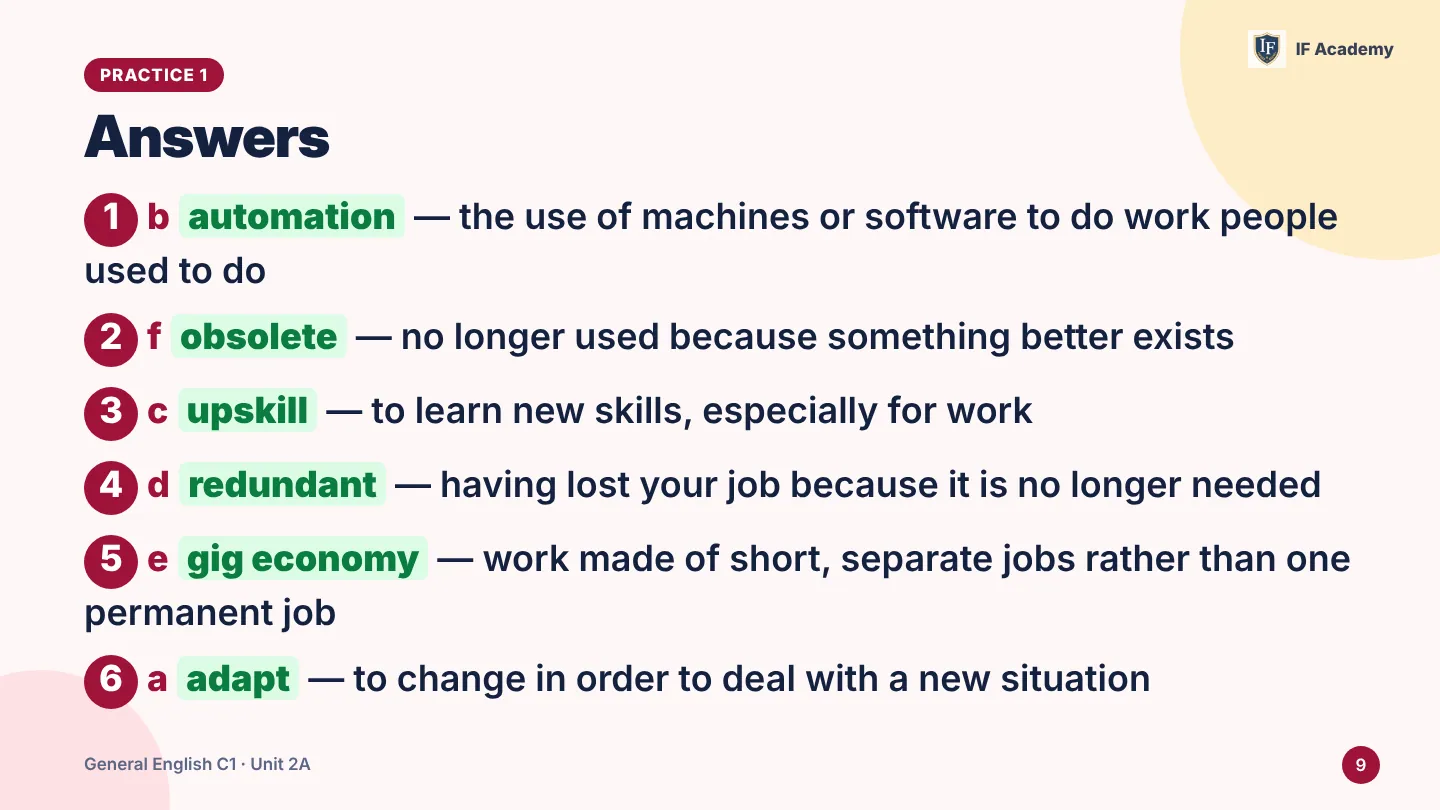 IF
IF Academy
PRACTICE 1
Answers
1 b automation — the use of machines or software to do work people
used to do
2 f obsolete — no longer used because something better exists
3 c upskill — to learn new skills, especially for work
4 d redundant — having lost your job because it is no longer needed
5 e gig economy — work made of short, separate jobs rather than one
permanent job
6 a adapt — to change in order to deal with a new situation
General English C1 · Unit 2A
9